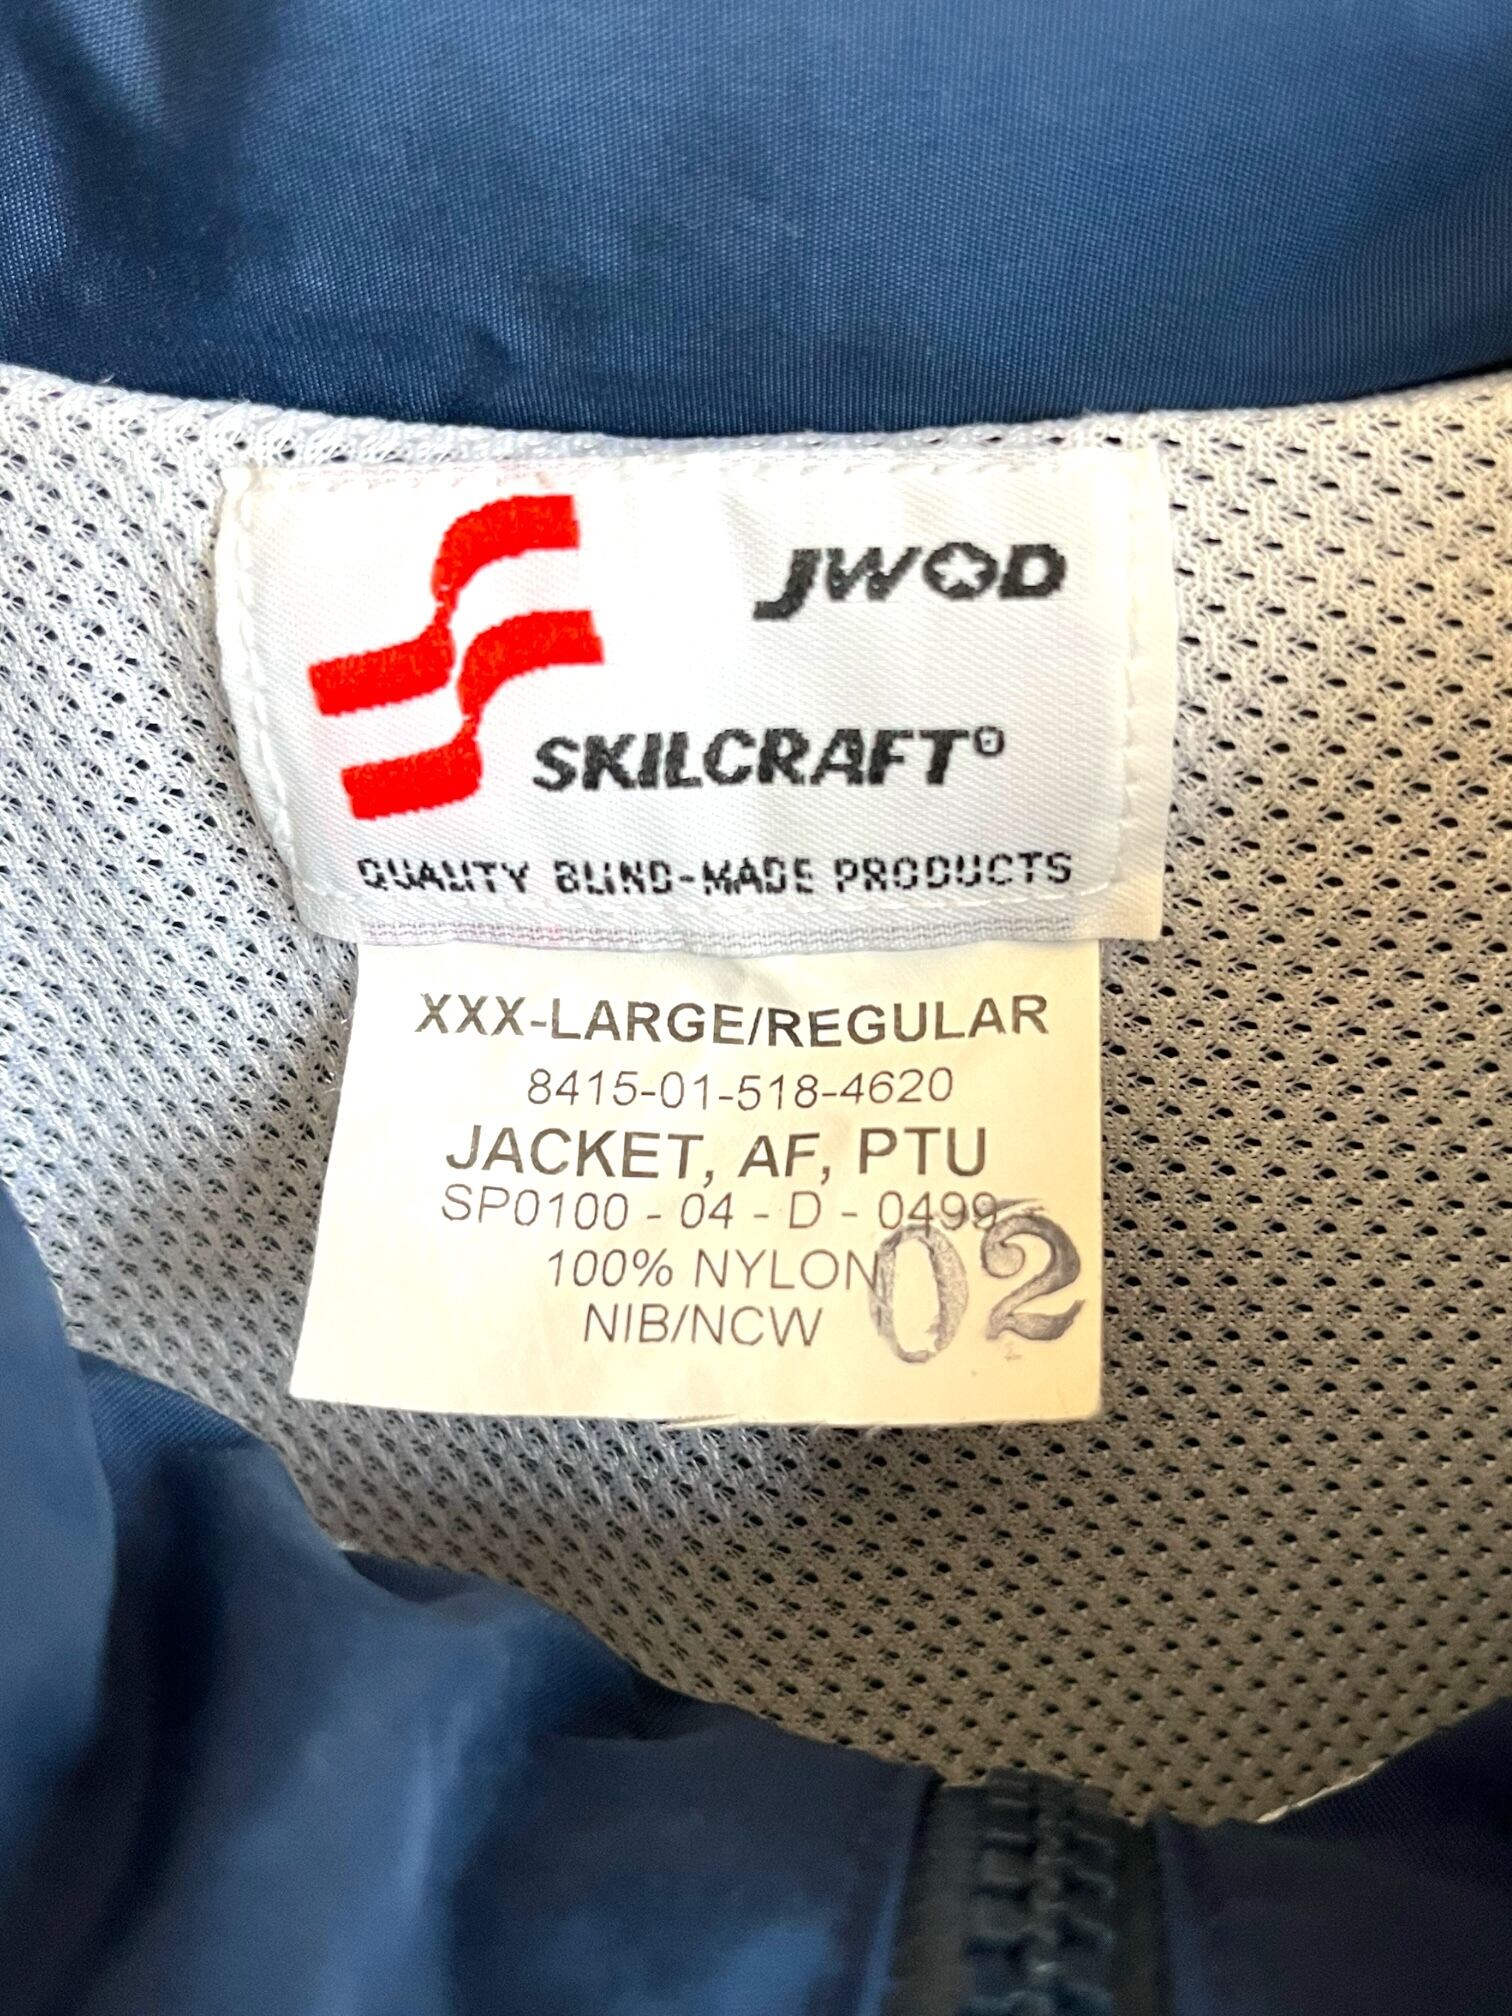 JWOD
SKILCRAFT®
QUALITY BLIND-MADE PRODUCTS
XXX-LARGE/REGULAR
8415-01-518-4620
JACKET, AF, PTU
SP0100 - 04 - D - 0499
100% NYLON
NIB/NCW
02